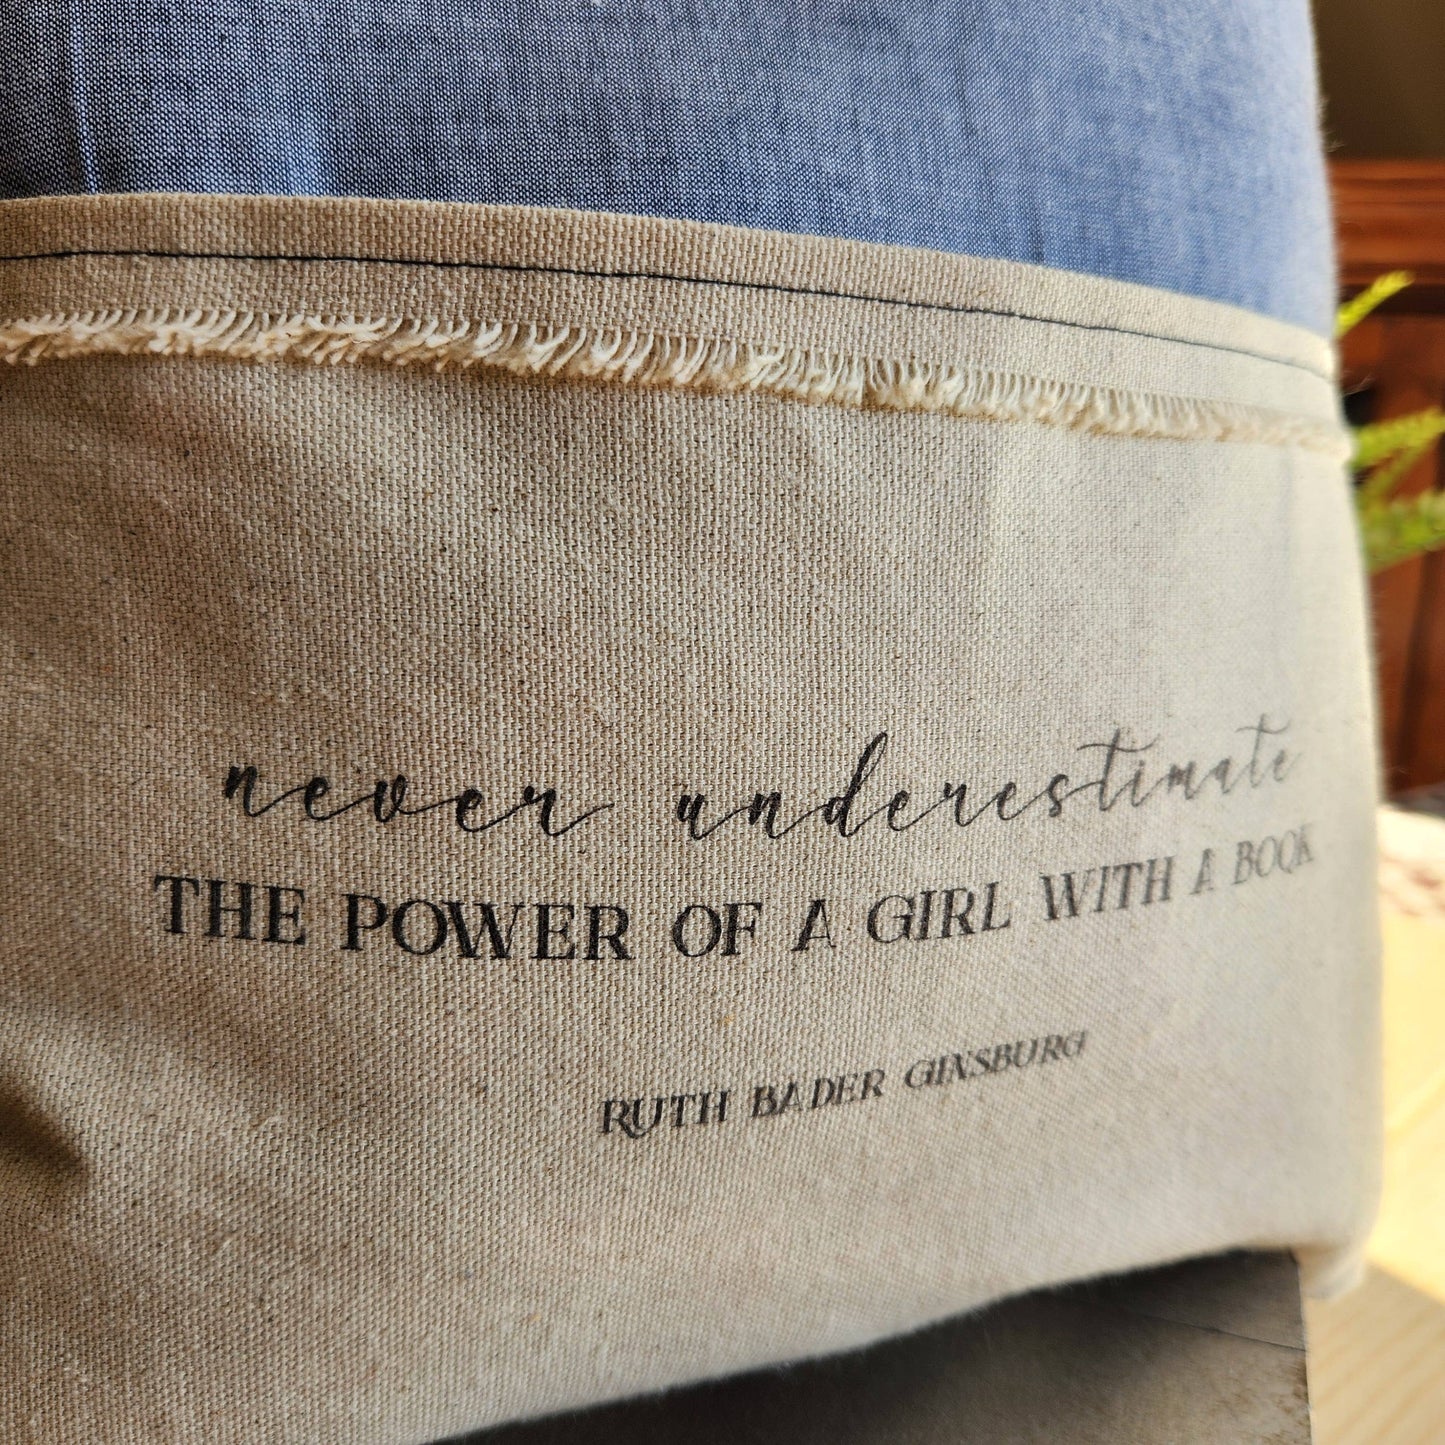 never underestimate
THE POWER OF A GIRL WITH A BOOK
RUTH BADER GINSBURG